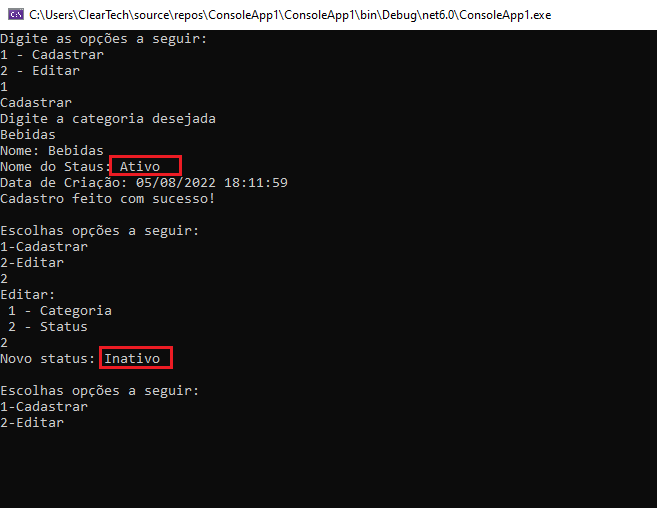 C:\Users\ClearTech\source\repos\ConsoleApp1\ConsoleApp1\bin\Debug\net6.0\ConsoleApp1.exe
Digite as opções a seguir:
1 - Cadastrar
2 - Editar
1
Cadastrar
Digite a categoria desejada
Bebidas
Nome: Bebidas
Nome do Staus: Ativo
Data de Criação: 05/08/2022 18:11:59
Cadastro feito com sucesso!
Escolhas opções a seguir:
1-Cadastrar
2-Editar
2
Editar:
1 - Categoria
2 - Status
2
Novo status: Inativo
Escolhas opções a seguir:
1-Cadastrar
2-Editar